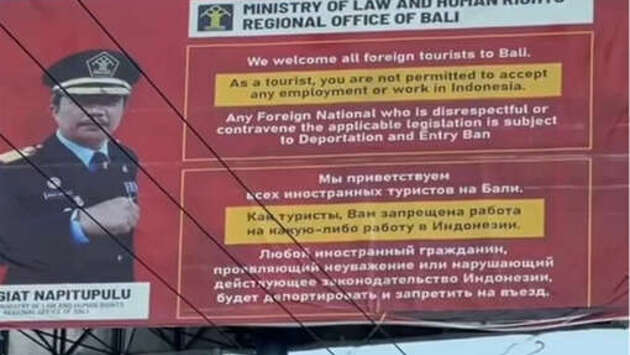 MINISTRY OF LAW AND HUMAN RIGHTS
REGIONAL OFFICE OF BALI
We welcome all foreign tourists to Bali.
As a tourist, you are not permitted to accept
any employment or work in Indonesia.
Any Foreign National who is disrespectful or
contravene the applicable legislation is subject
to Deportation and Entry Ban
Мы приветствуем
всех иностранных туристов на Бали.
Как туристы, Вам запрещена работа
на какую-либо работу в Индонезии.
Любой иностранный гражданин,
проявляющий неуважение или нарушающий
действующее законодательство Индонезии,
будет депортировать и запретить на въезд.
GIAT NAPITUPULU
MINISTRY OF LAW AND HUMAN RIGHTS
REGIONAL OFFICE OF BALI